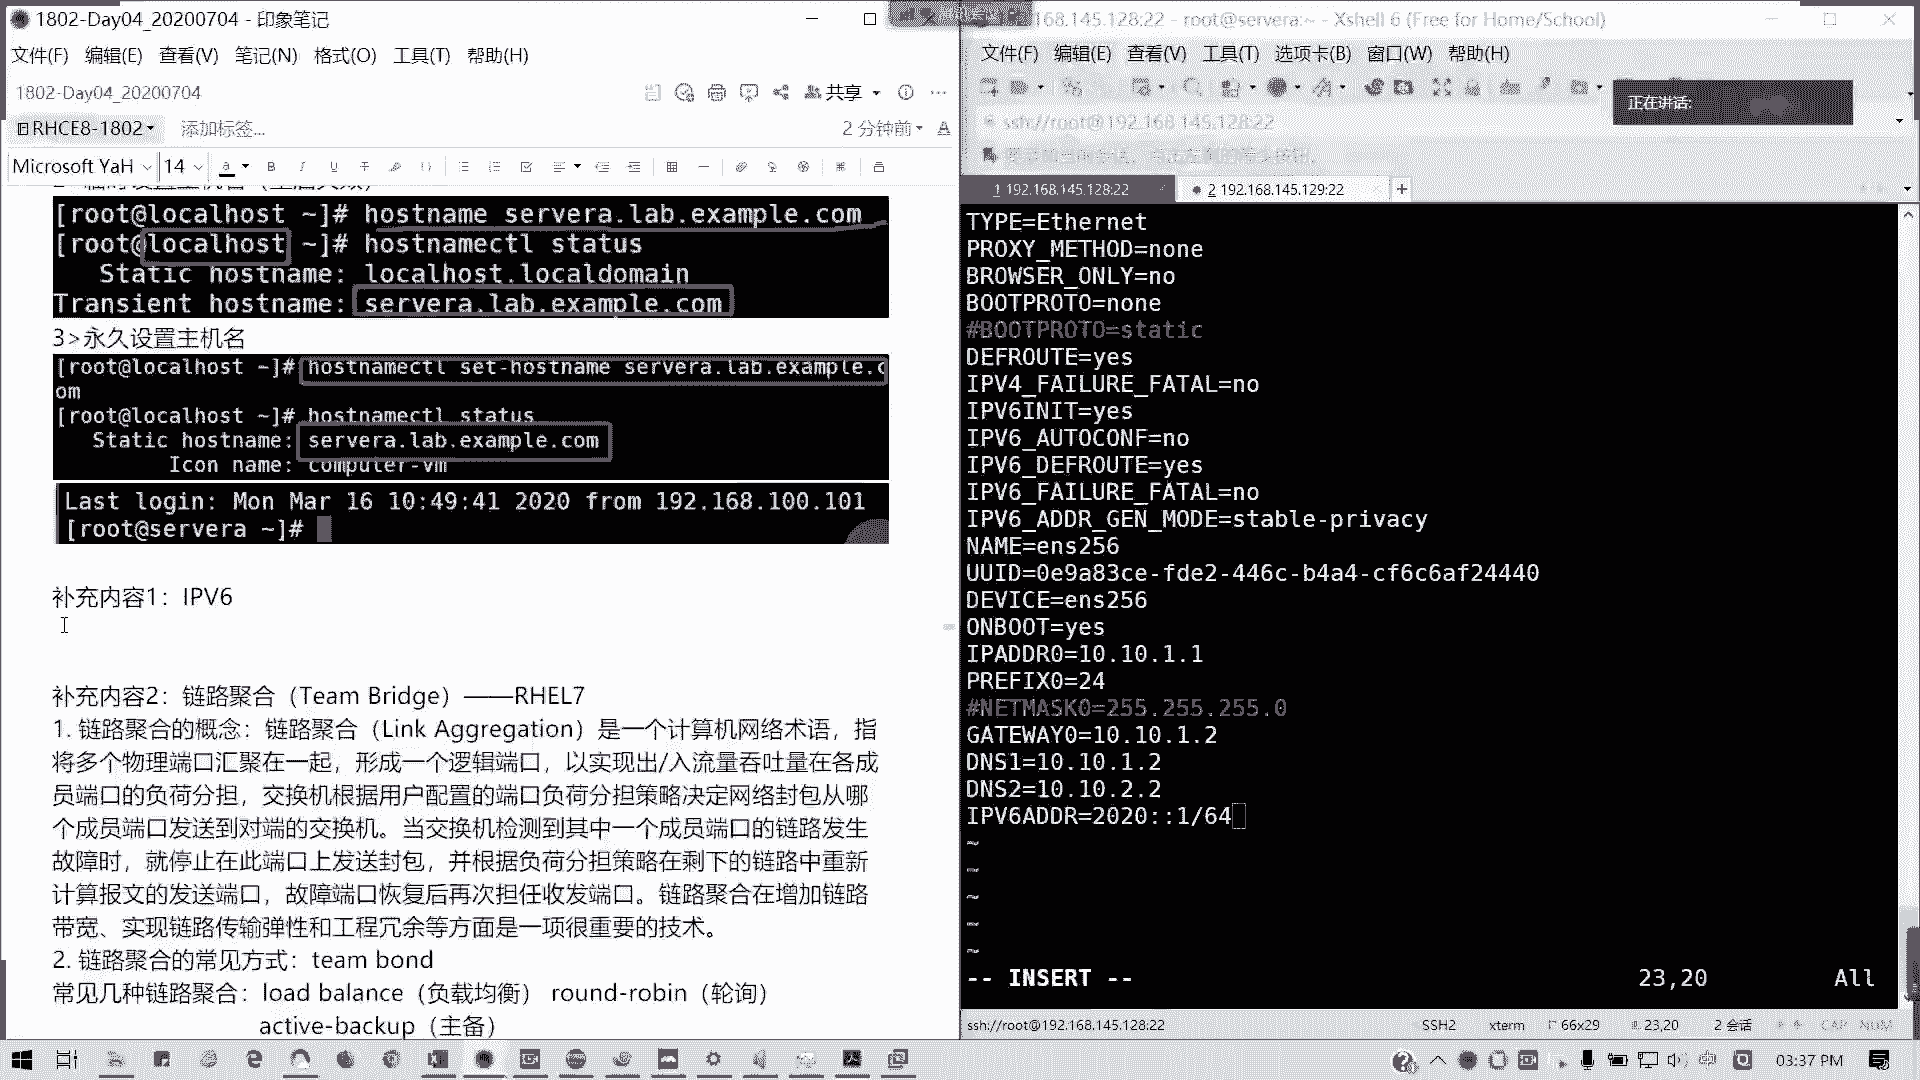 1802-Day04_20200704 - 印象笔记
文件(F) 编辑(E) 查看(V) 笔记(N) 格式(O) 工具(T) 帮助(H)
1802-Day04_20200704
共享
RHCE8-1802
添加标签...
2 分钟前
Microsoft YaH 14
[root@localhost ~]# hostname servera.lab.example.com
[root@localhost ~]# hostnamectl status
Static hostname: localhost.localdomain
Transient hostname: servera.lab.example.com
3>永久设置主机名
[root@localhost ~]# hostnamectl set-hostname servera.lab.example.c
om
[root@localhost ~]# hostnamectl status
Static hostname: servera.lab.example.com
Icon name: computer-vm
Last login: Mon Mar 16 10:49:41 2020 from 192.168.100.101
[root@servera ~]#
补充内容1：IPV6
补充内容2：链路聚合（Team Bridge）——RHEL7
1. 链路聚合的概念：链路聚合（Link Aggregation）是一个计算机网络术语，指
将多个物理端口汇聚在一起，形成一个逻辑端口，以实现出/入流量吞吐量在各成
员端口的负荷分担，交换机根据用户配置的端口负荷分担策略决定网络封包从哪
个成员端口发送到对端的交换机。当交换机检测到其中一个成员端口的链路发生
故障时，就停止在此端口上发送封包，并根据负荷分担策略在剩下的链路中重新
计算报文的发送端口，故障端口恢复后再次担任收发端口。链路聚合在增加链路
带宽、实现链路传输弹性和工程冗余等方面是一项很重要的技术。
2. 链路聚合的常见方式：team bond
常见几种链路聚合：load balance（负载均衡） round-robin（轮询）
active-backup（主备）
168.145.128:22 - root@servera:~ - Xshell 6 (Free for Home/School)
文件(F) 编辑(E) 查看(V) 工具(T) 选项卡(B) 窗口(W) 帮助(H)
正在讲话:
ssh://root@192.168.145.128:22
1 192.168.145.128:22
2 192.168.145.129:22
TYPE=Ethernet
PROXY_METHOD=none
BROWSER_ONLY=no
BOOTPROTO=none
#BOOTPROTO=static
DEFROUTE=yes
IPV4_FAILURE_FATAL=no
IPV6INIT=yes
IPV6_AUTOCONF=no
IPV6_DEFROUTE=yes
IPV6_FAILURE_FATAL=no
IPV6_ADDR_GEN_MODE=stable-privacy
NAME=ens256
UUID=0e9a83ce-fde2-446c-b4a4-cf6c6af24440
DEVICE=ens256
ONBOOT=yes
IPADDR0=10.10.1.1
PREFIX0=24
#NETMASK0=255.255.255.0
GATEWAY0=10.10.1.2
DNS1=10.10.1.2
DNS2=10.10.2.2
IPV6ADDR=2020::1/64
~
~
~
~
~
-- INSERT -- 23,20 All
ssh://root@192.168.145.128:22 SSH2 xterm 66x29 23,20 2 会话 CAP NUM
03:37 PM